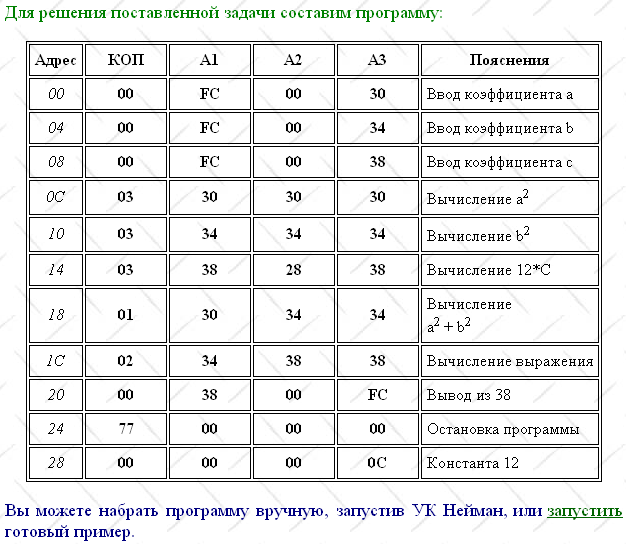 Для решения поставленной задачи составим программу:
Адрес КОП A1 A2 A3 Пояснения
00 00 FC 00 30 Ввод коэффициента a
04 00 FC 00 34 Ввод коэффициента b
08 00 FC 00 38 Ввод коэффициента c
0C 03 30 30 30 Вычисление a²
10 03 34 34 34 Вычисление b²
14 03 38 28 38 Вычисление 12*C
18 01 30 34 34 Вычисление
a² + b²
1C 02 34 38 38 Вычисление выражения
20 00 38 00 FC Вывод из 38
24 77 00 00 00 Остановка программы
28 00 00 00 0C Константа 12
Вы можете набрать программу вручную, запустив УК Нейман, или запустить
готовый пример.